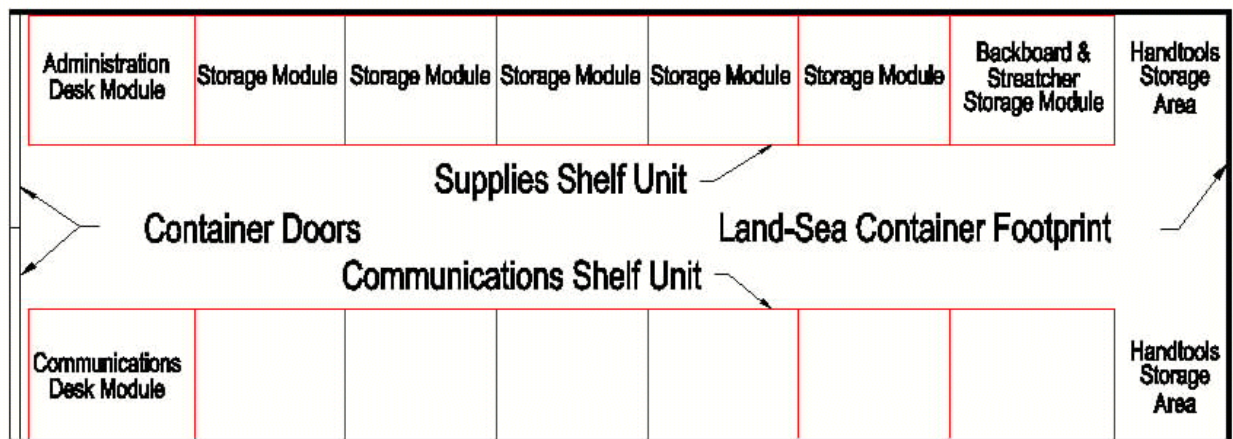 Administration
Desk Module
Storage Module
Storage Module
Storage Module
Storage Module
Storage Module
Backboard &
Streatcher
Storage Module
Handtools
Storage
Area
Supplies Shelf Unit
Container Doors
Land-Sea Container Footprint
Communications Shelf Unit
Communications
Desk Module
Handtools
Storage
Area